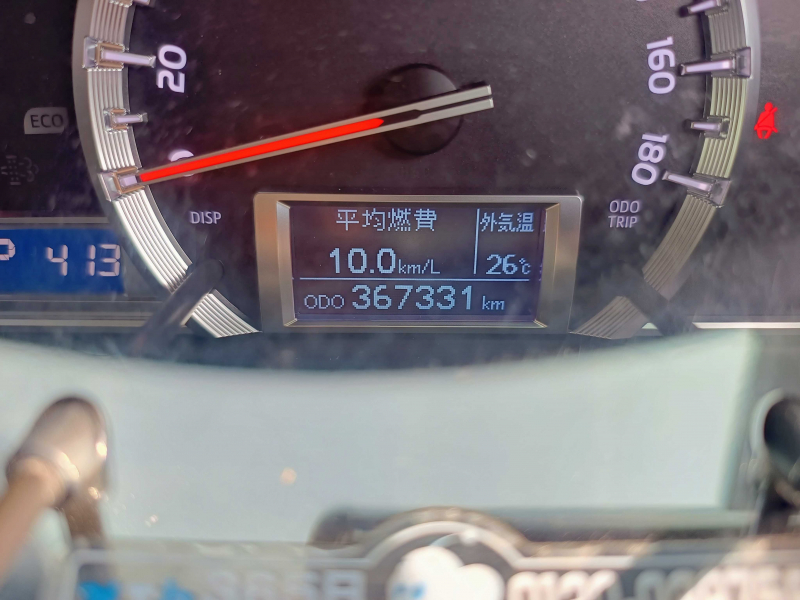 20
160
ECO
180
DISP
ODO
TRIP
平均燃費
外気温
10.0km/L
26℃
P 413
ODO 367331 km